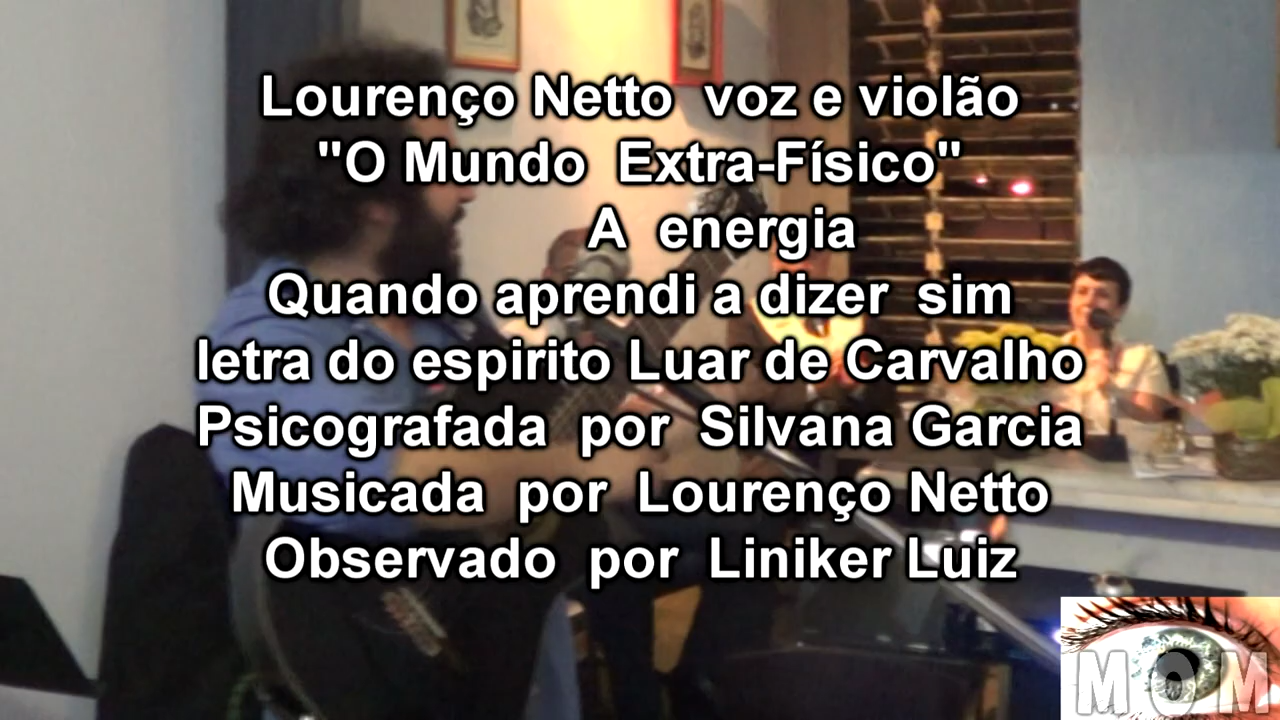 Lourenço Netto voz e violão
"O Mundo Extra-Físico"
A energia
Quando aprendi a dizer sim
letra do espirito Luar de Carvalho
Psicografada por Silvana Garcia
Musicada por Lourenço Netto
Observado por Liniker Luiz
MOM